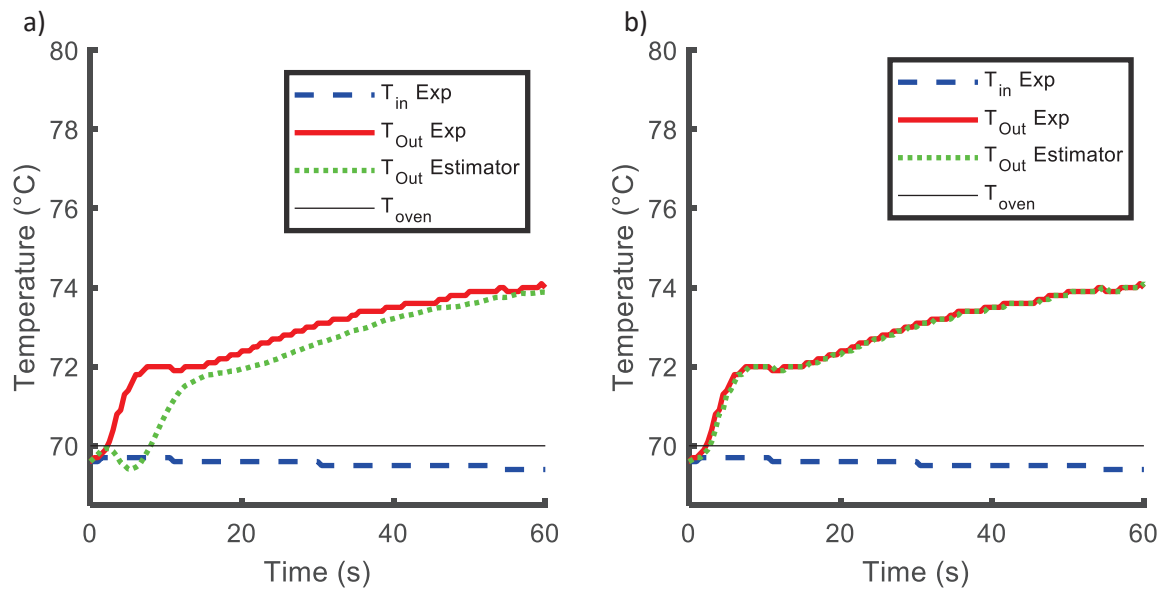 a)
80
78
76
74
72
70
Temperature (°C)
T_in Exp
T_Out Exp
T_Out Estimator
T_oven
0
20
40
60
Time (s)
b)
80
78
76
74
72
70
Temperature (°C)
T_in Exp
T_Out Exp
T_Out Estimator
T_oven
0
20
40
60
Time (s)